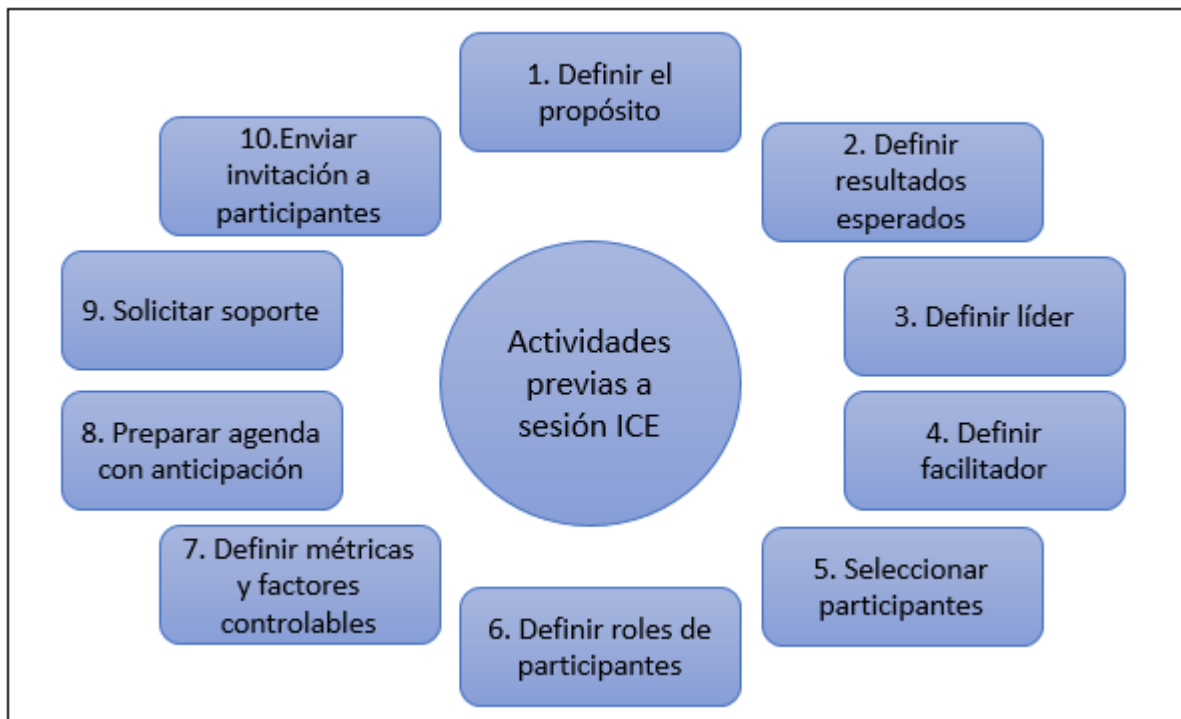 1. Definir el
propósito
2. Definir
resultados
esperados
3. Definir líder
4. Definir
facilitador
5. Seleccionar
participantes
6. Definir roles de
participantes
7. Definir métricas
y factores
controlables
8. Preparar agenda
con anticipación
9. Solicitar soporte
10.Enviar
invitación a
participantes
Actividades
previas a
sesión ICE